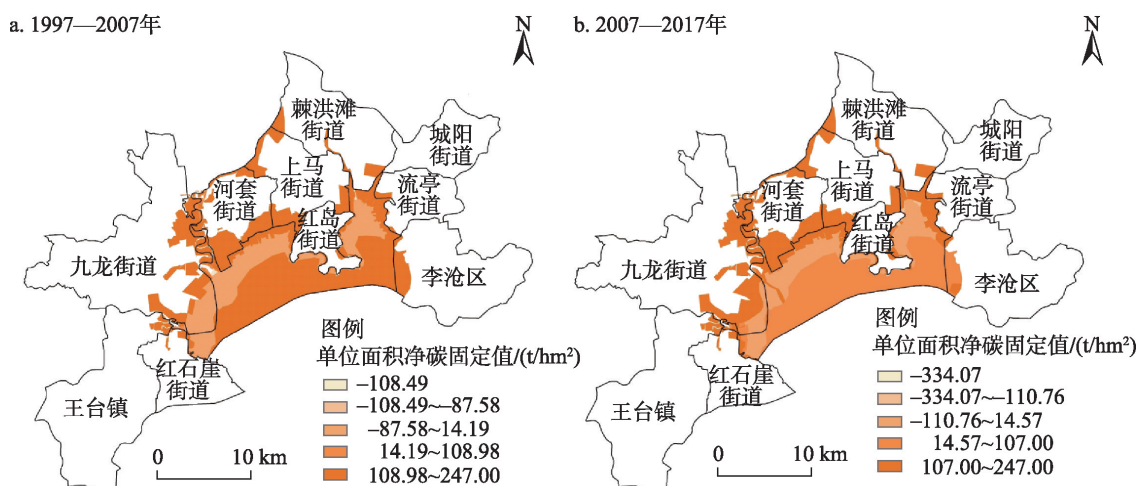 a. 1997—2007年
N
棘洪滩
街道
城阳
街道
上马
街道
流亭
街道
河套
街道
红岛
街道
九龙街道
李沧区
红石崖
街道
王台镇
图例
单位面积净碳固定值/(t/hm²)
–108.49
–108.49~–87.58
–87.58~14.19
14.19~108.98
108.98~247.00
0 10 km
b. 2007—2017年
N
棘洪滩
街道
城阳
街道
上马
街道
流亭
街道
河套
街道
红岛
街道
九龙街道
李沧区
红石崖
街道
王台镇
图例
单位面积净碳固定值/(t/hm²)
–334.07
–334.07~–110.76
–110.76~14.57
14.57~107.00
107.00~247.00
0 10 km